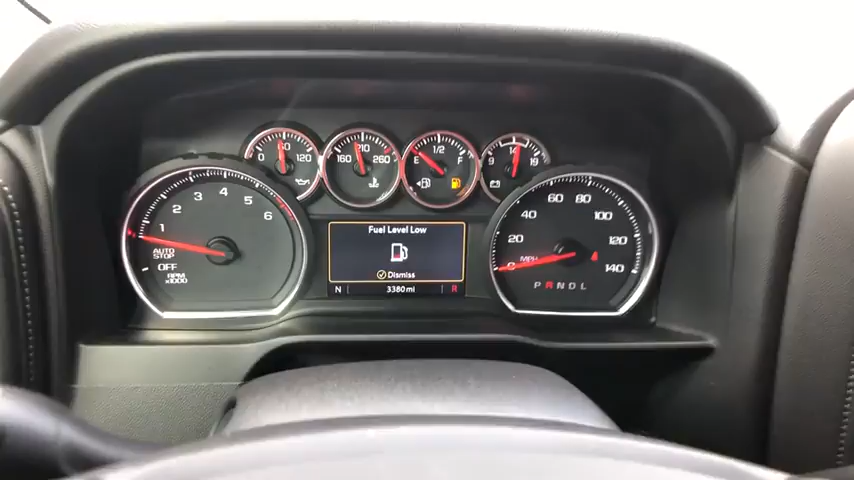 0 60 120
160 210 260
E 1/2 F
9 14 19
1 2 3 4 5 6
AUTO
STOP
OFF
RPM
x1000
Fuel Level Low
Dismiss
N 3380 mi R
0 20 40 60 80 100 120 140
MPH
P R N D L